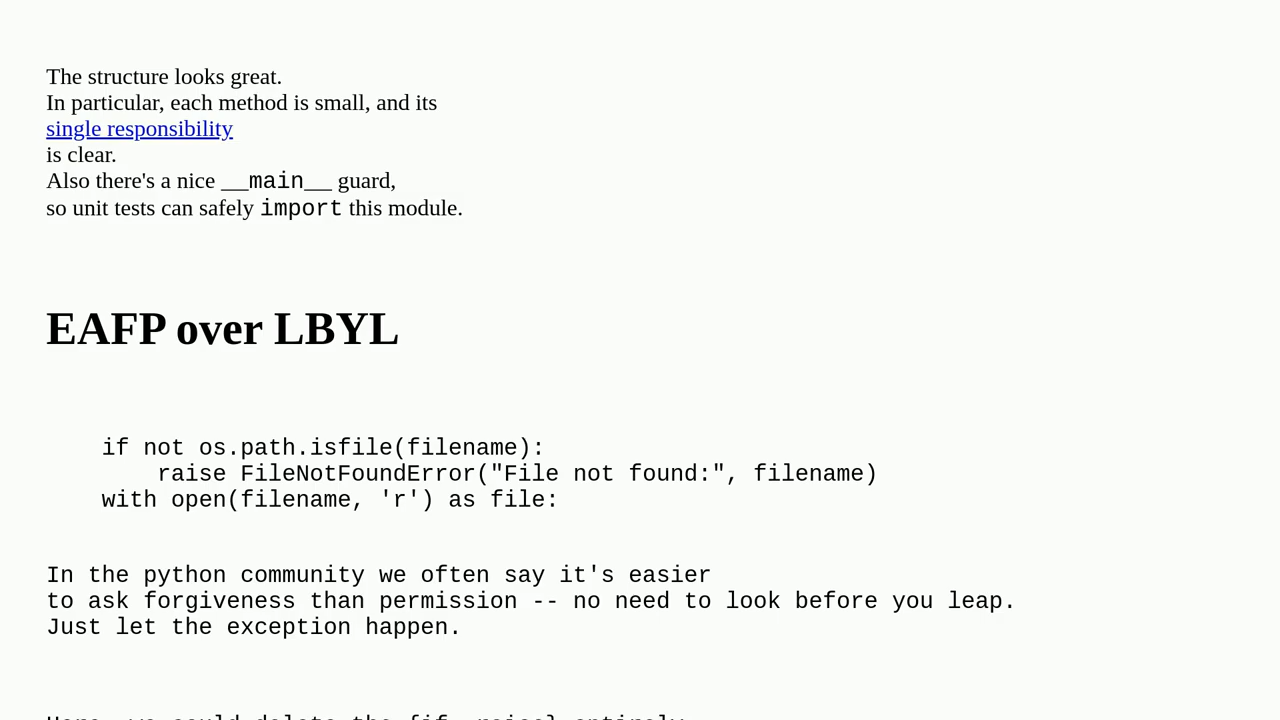 The structure looks great.
In particular, each method is small, and its
single responsibility
is clear.
Also there's a nice __main__ guard,
so unit tests can safely import this module.
EAFP over LBYL
    if not os.path.isfile(filename):
        raise FileNotFoundError("File not found:", filename)
    with open(filename, 'r') as file:
In the python community we often say it's easier
to ask forgiveness than permission -- no need to look before you leap.
Just let the exception happen.